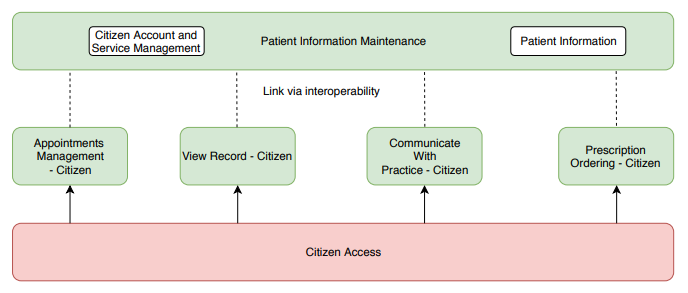 Citizen Account and
Service Management
Patient Information Maintenance
Patient Information
Link via interoperability
Appointments
Management
- Citizen
View Record - Citizen
Communicate
With
Practice - Citizen
Prescription
Ordering - Citizen
Citizen Access